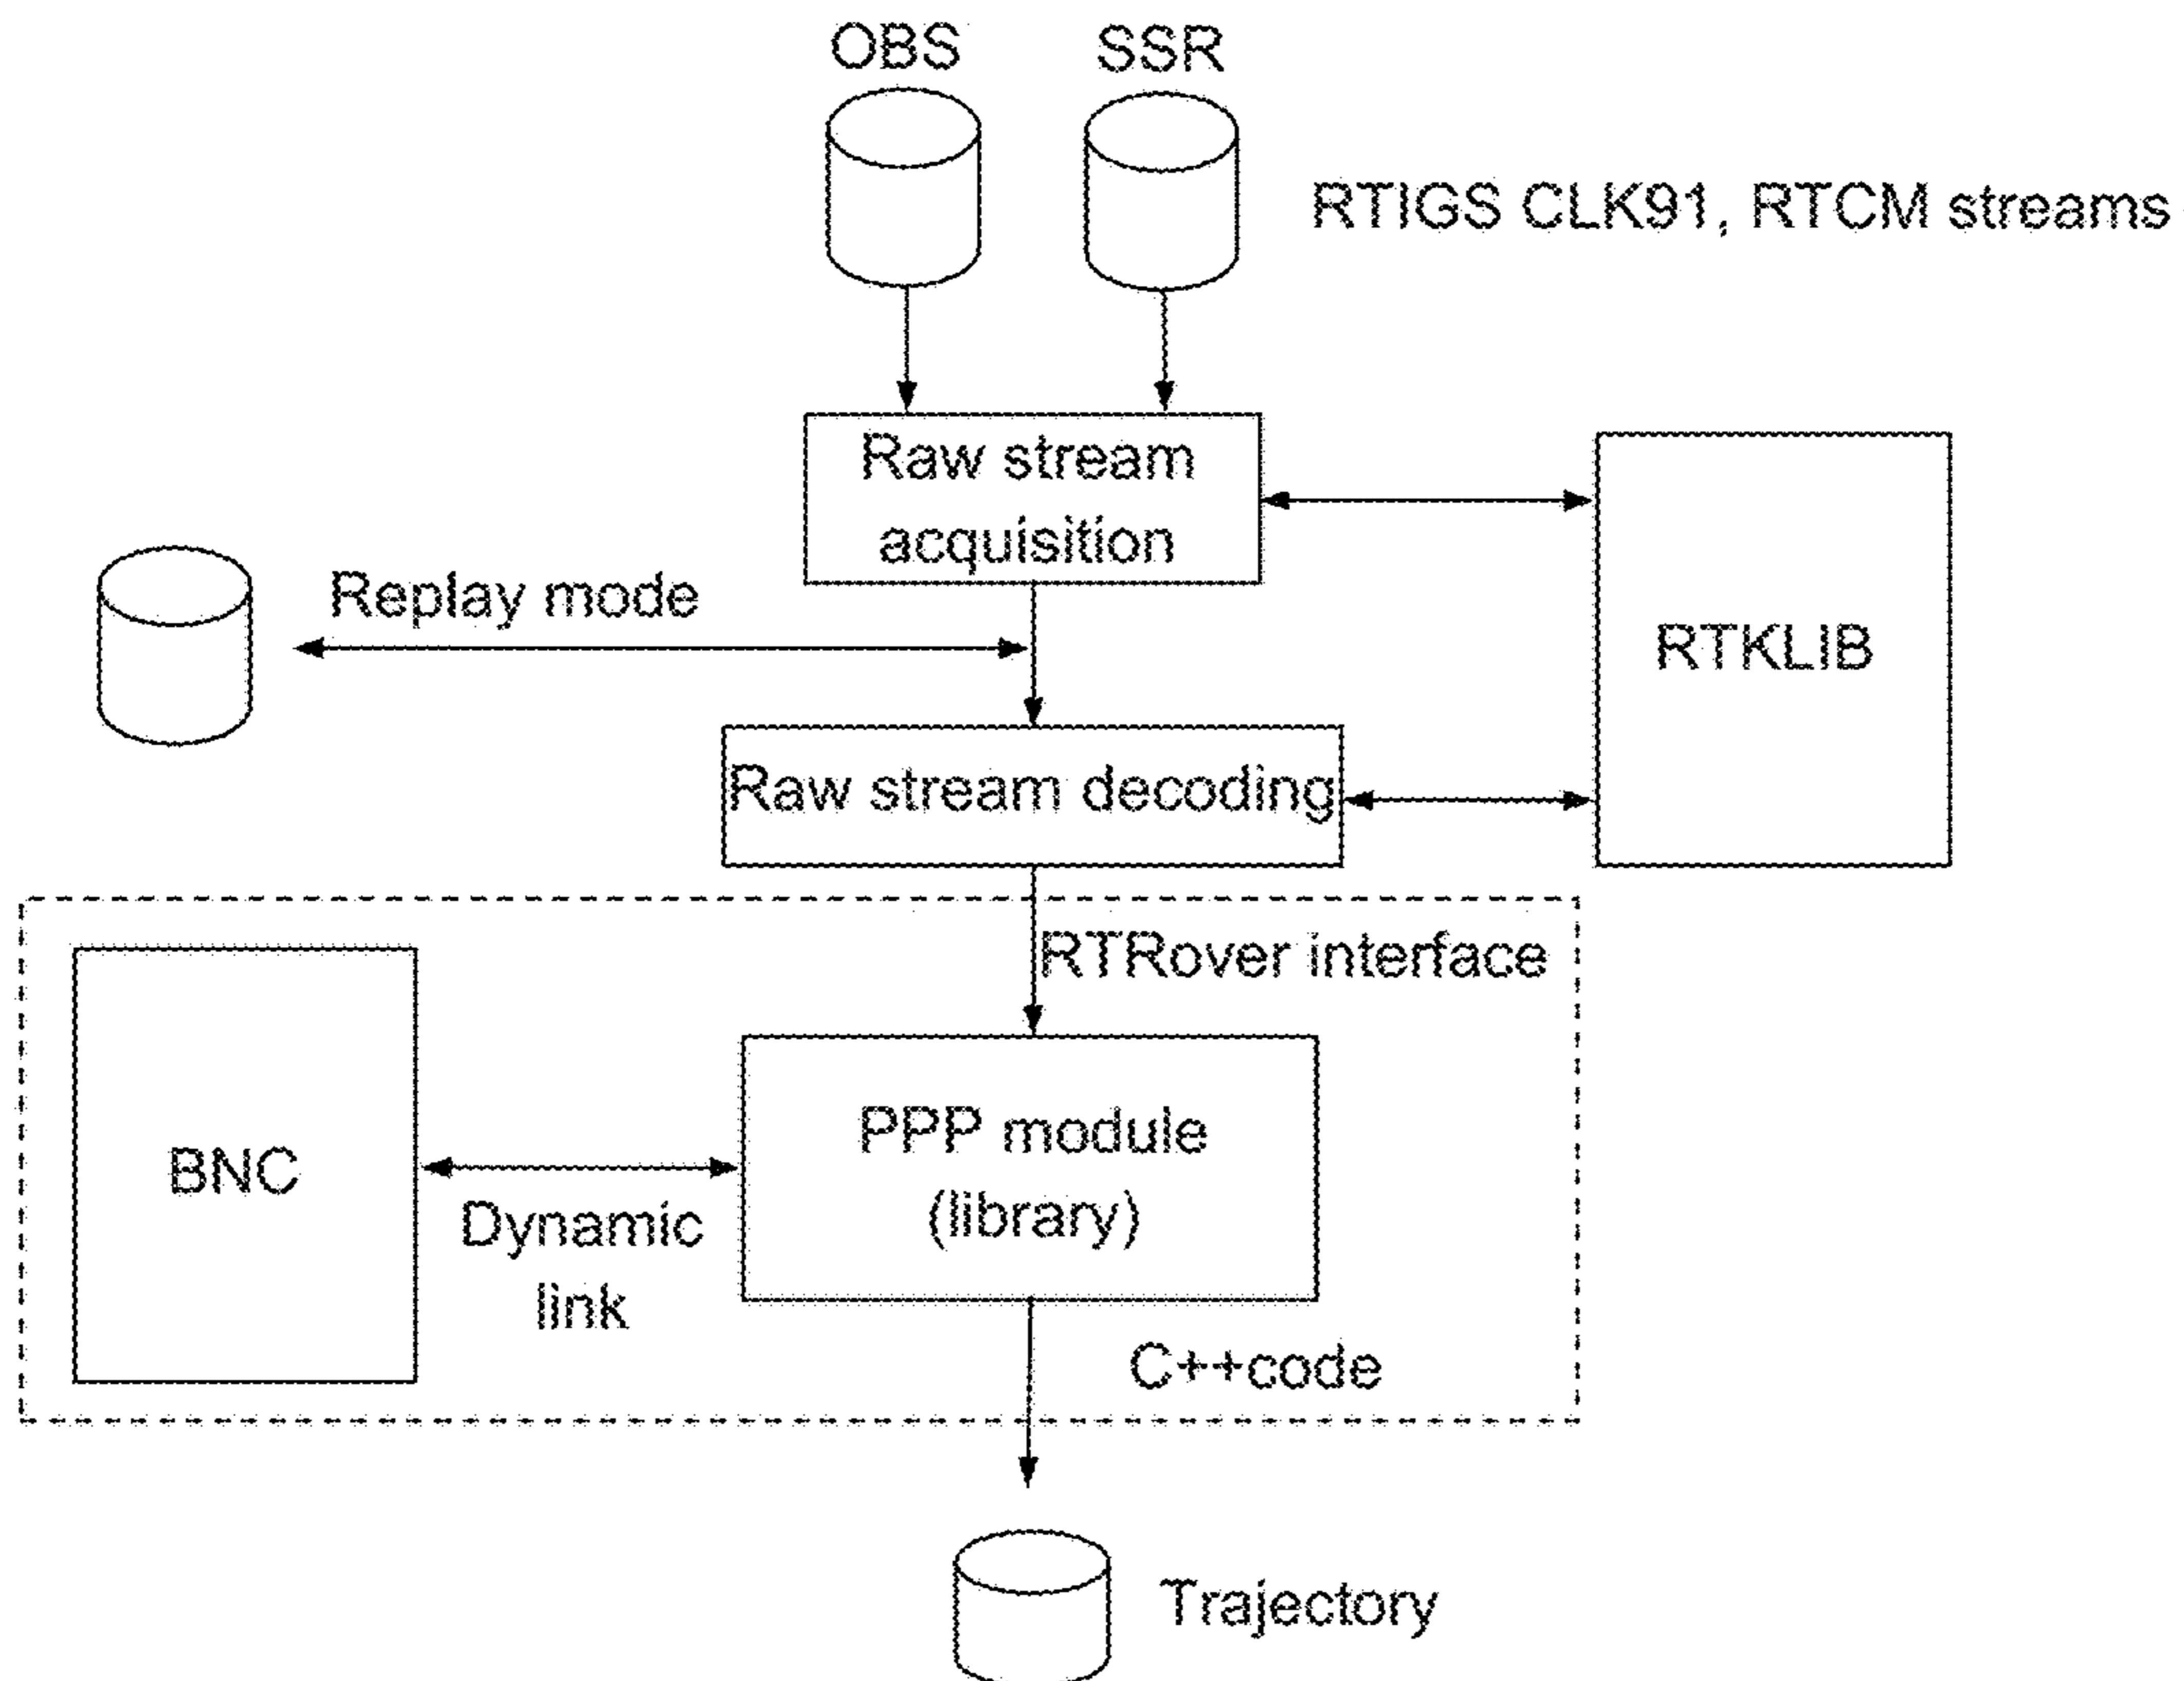 OBS
SSR
RTIGS CLK91, RTCM streams
Raw stream
acquisition
Replay mode
RTKLIB
Raw stream decoding
RTRover interface
BNC
Dynamic
link
PPP module
(library)
C++code
Trajectory